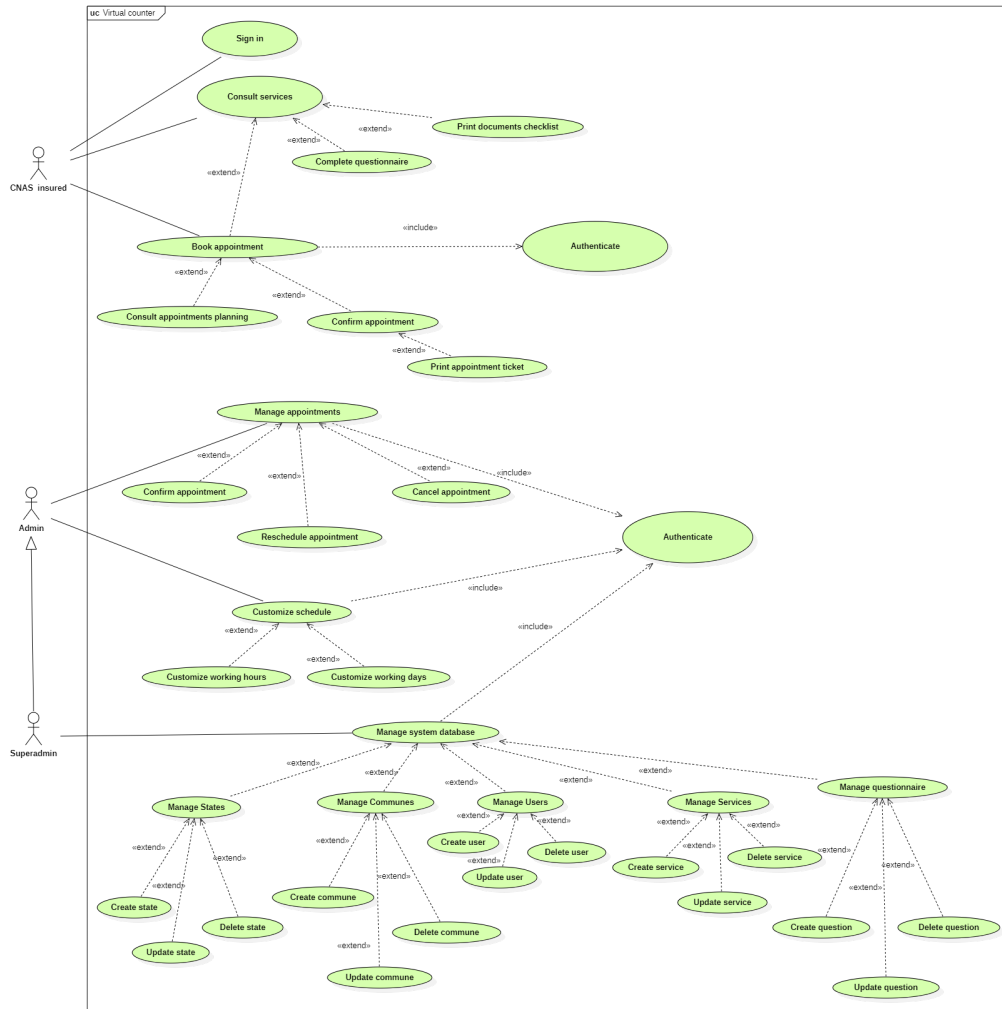 uc Virtual counter
Sign in
Consult services
«extend»
Print documents checklist
«extend»
Complete questionnaire
CNAS insured
«extend»
«include»
Book appointment
Authenticate
«extend»
«extend»
Consult appointments planning
Confirm appointment
«extend»
Print appointment ticket
Manage appointments
«extend»
«extend»
«extend»
«include»
Confirm appointment
Cancel appointment
Admin
Reschedule appointment
Authenticate
«include»
Customize schedule
«extend»
«include»
«extend»
Customize working hours
Customize working days
Superadmin
Manage system database
«extend»
«extend»
«extend»
«extend»
«extend»
Manage States
Manage Communes
Manage Users
Manage Services
Manage questionnaire
«extend»
«extend»
«extend»
«extend»
«extend»
Create user
Delete user
«extend»
Update user
«extend»
«extend»
Create service
Delete service
Update service
«extend»
«extend»
«extend»
«extend»
«extend»
Create state
Update state
Delete state
Create commune
Delete commune
«extend»
Update commune
Create question
Delete question
Update question